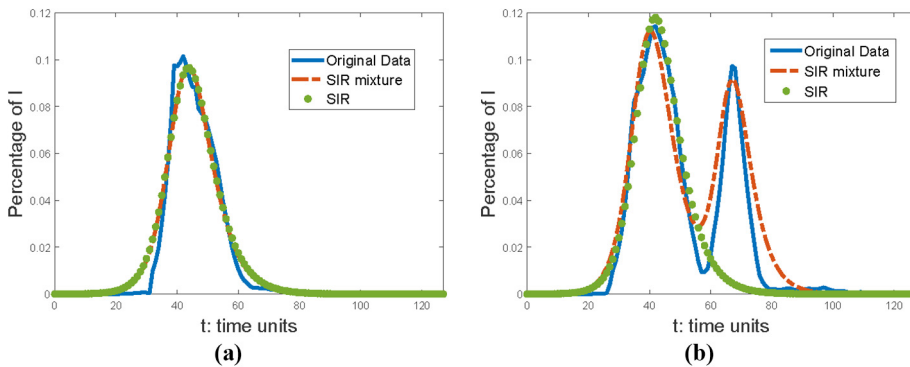 0.12
0.1
0.08
0.06
0.04
0.02
0
Percentage of I
Original Data
SIR mixture
SIR
0 20 40 60 80 100 120
t: time units
(a)
0.12
0.1
0.08
0.06
0.04
0.02
0
Percentage of I
Original Data
SIR mixture
SIR
0 20 40 60 80 100 120
t: time units
(b)